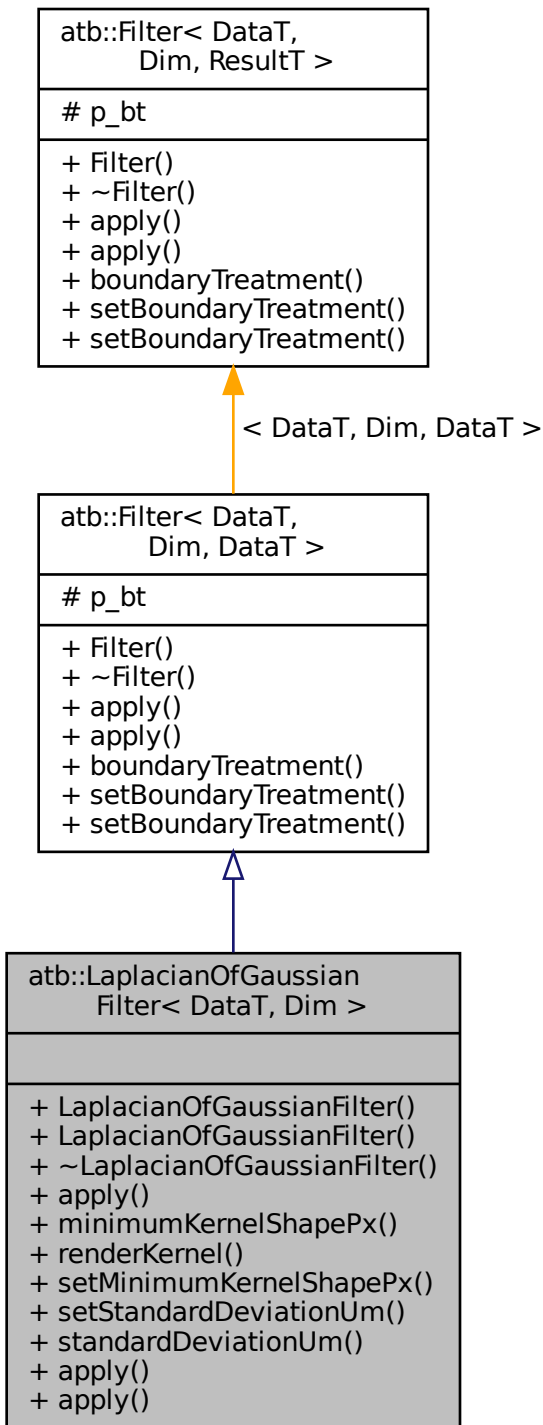 atb::Filter< DataT,
Dim, ResultT >
# p_bt
+ Filter()
+ ~Filter()
+ apply()
+ apply()
+ boundaryTreatment()
+ setBoundaryTreatment()
+ setBoundaryTreatment()
< DataT, Dim, DataT >
atb::Filter< DataT,
Dim, DataT >
# p_bt
+ Filter()
+ ~Filter()
+ apply()
+ apply()
+ boundaryTreatment()
+ setBoundaryTreatment()
+ setBoundaryTreatment()
atb::LaplacianOfGaussian
Filter< DataT, Dim >
+ LaplacianOfGaussianFilter()
+ LaplacianOfGaussianFilter()
+ ~LaplacianOfGaussianFilter()
+ apply()
+ minimumKernelShapePx()
+ renderKernel()
+ setMinimumKernelShapePx()
+ setStandardDeviationUm()
+ standardDeviationUm()
+ apply()
+ apply()